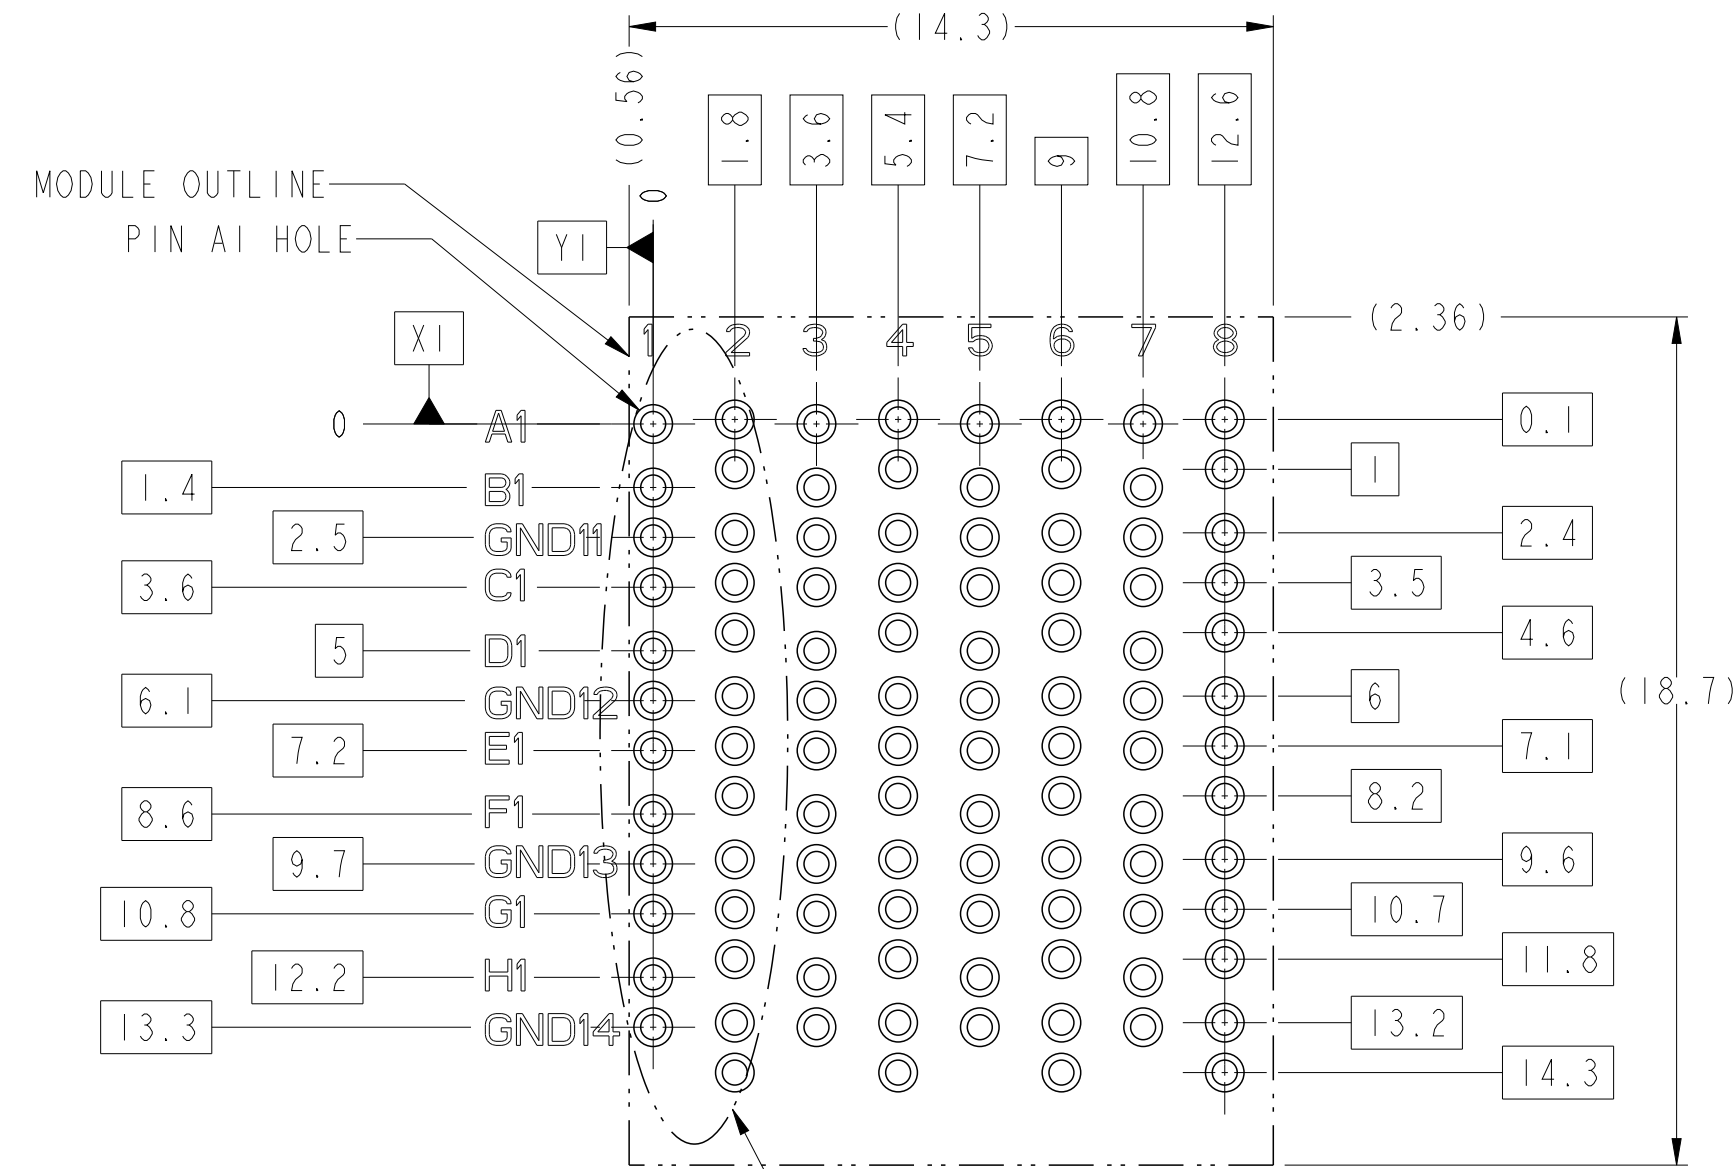 (14.3)
(0.56)
0
1.8
3.6
5.4
7.2
9
10.8
12.6
MODULE OUTLINE
PIN A1 HOLE
Y1
X1
(2.36)
1 2 3 4 5 6 7 8
0 A1 0.1
1
1.4 B1
2.5 GND11 2.4
3.6 C1 3.5
4.6
5 D1
6.1 GND12 6
(18.7)
7.2 E1 7.1
8.2
8.6 F1
9.7 GND13 9.6
10.8 G1 10.7
11.8
12.2 H1
13.3 GND14 13.2
14.3